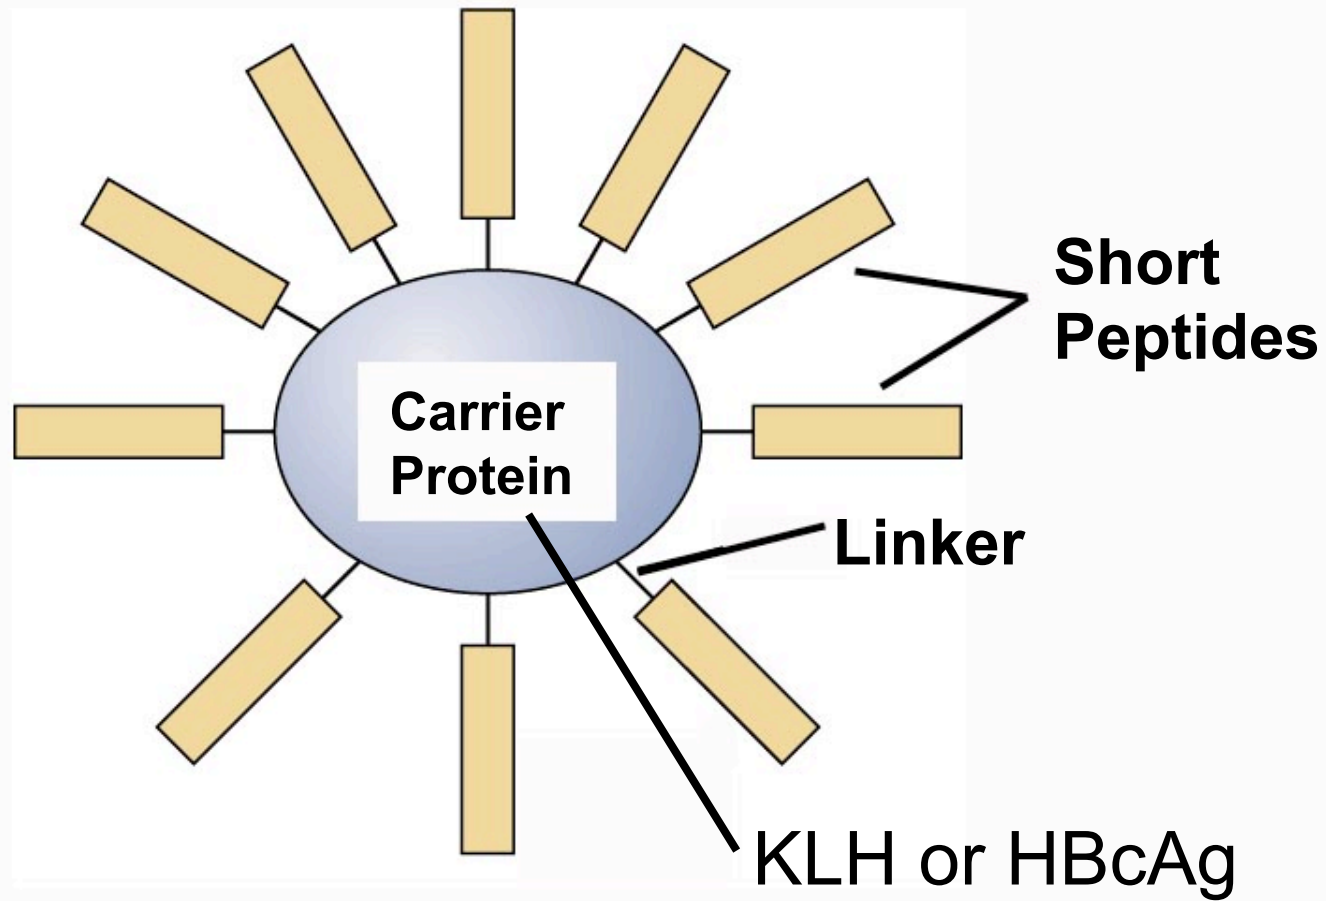 Short
Peptides
Carrier
Protein
Linker
KLH or HBcAg